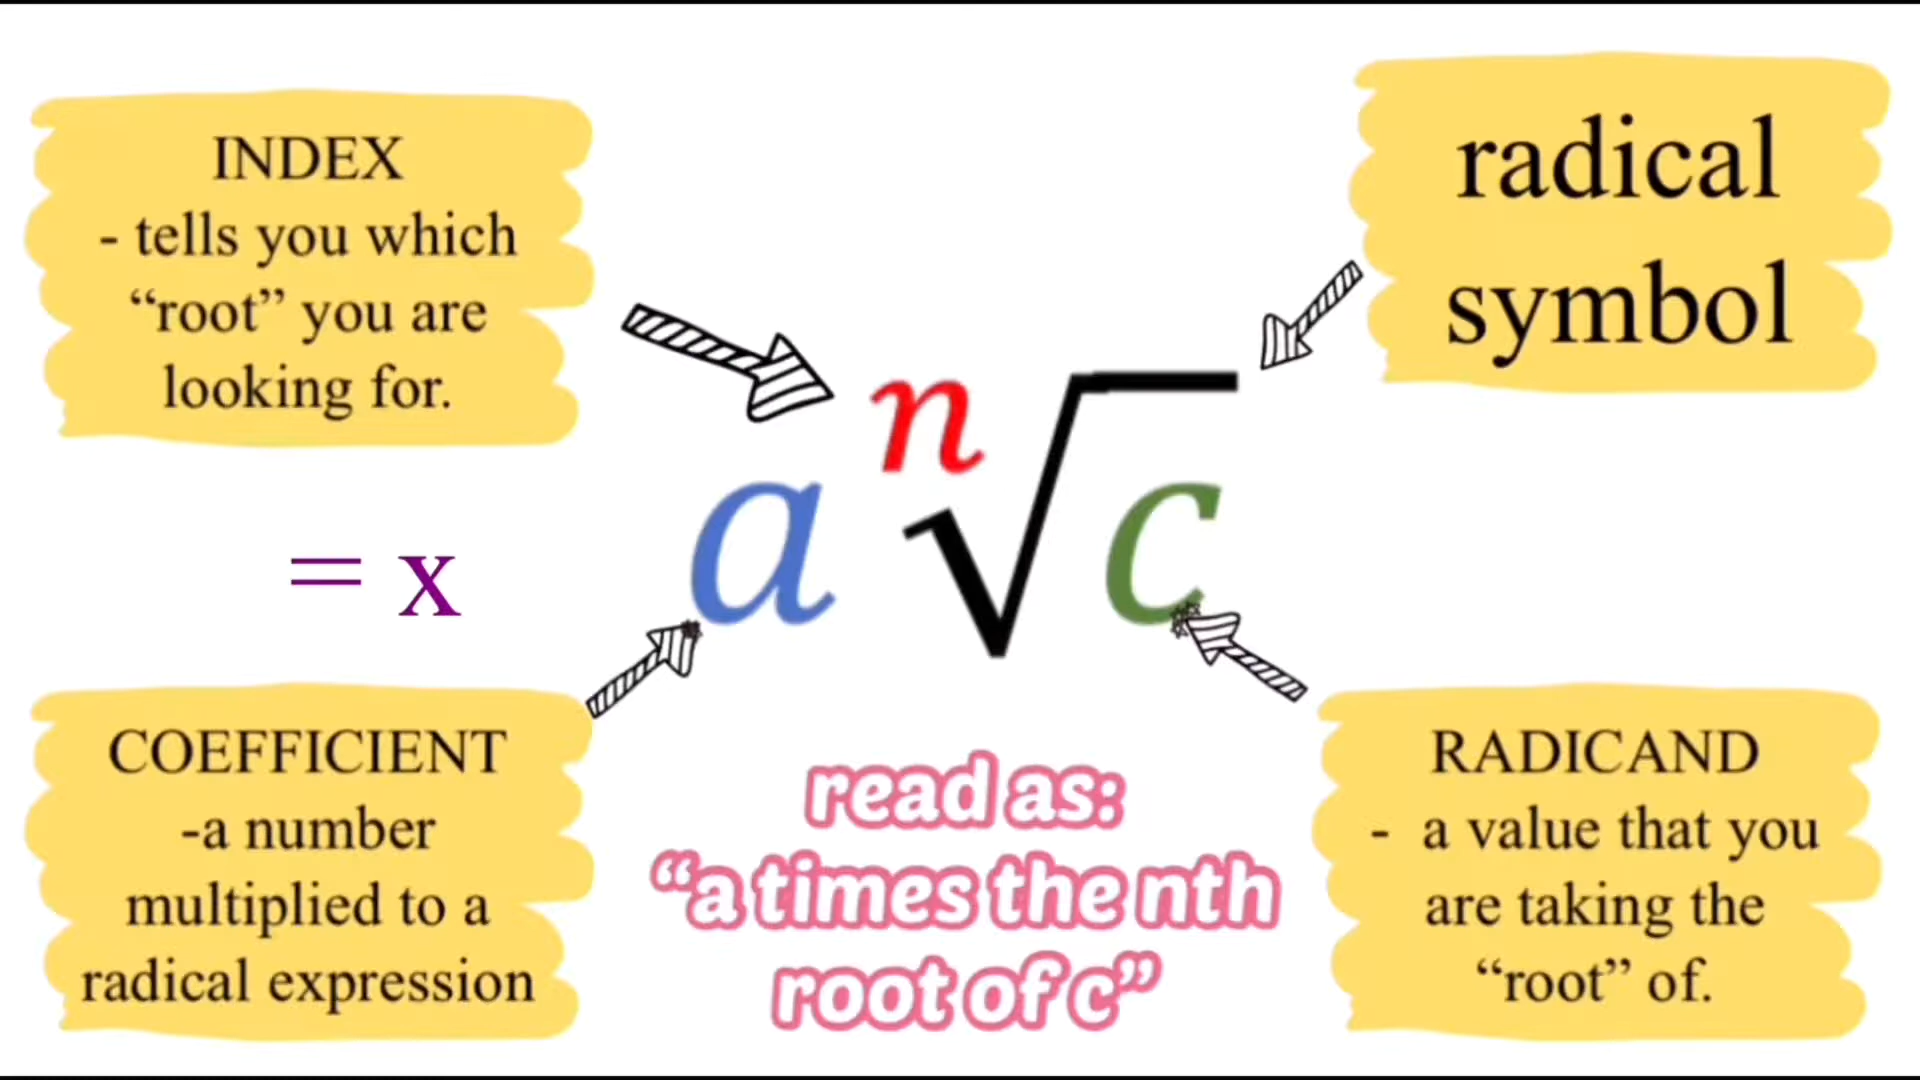 INDEX
- tells you which
“root” you are
looking for.
radical
symbol
= x
a n√c
COEFFICIENT
-a number
multiplied to a
radical expression
read as:
“a times the nth
root of c”
RADICAND
- a value that you
are taking the
“root” of.